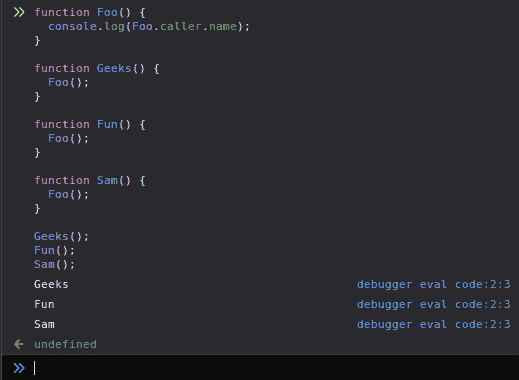 function Foo() {
  console.log(Foo.caller.name);
}

function Geeks() {
  Foo();
}

function Fun() {
  Foo();
}

function Sam() {
  Foo();
}

Geeks();
Fun();
Sam();
Geeks debugger eval code:2:3
Fun debugger eval code:2:3
Sam debugger eval code:2:3
undefined